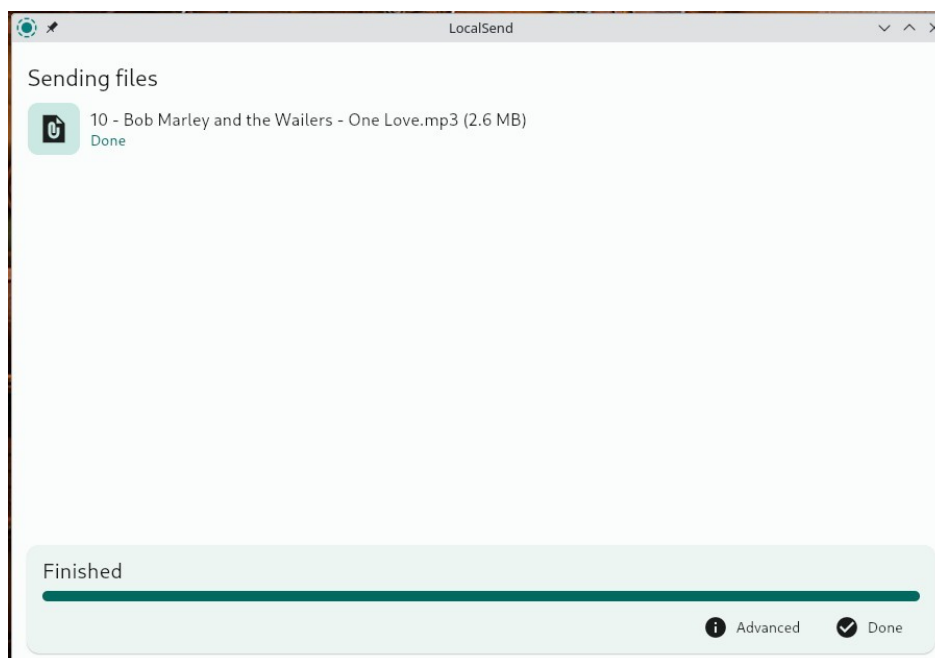 LocalSend
Sending files
10 - Bob Marley and the Wailers - One Love.mp3 (2.6 MB)
Done
Finished
Advanced
Done